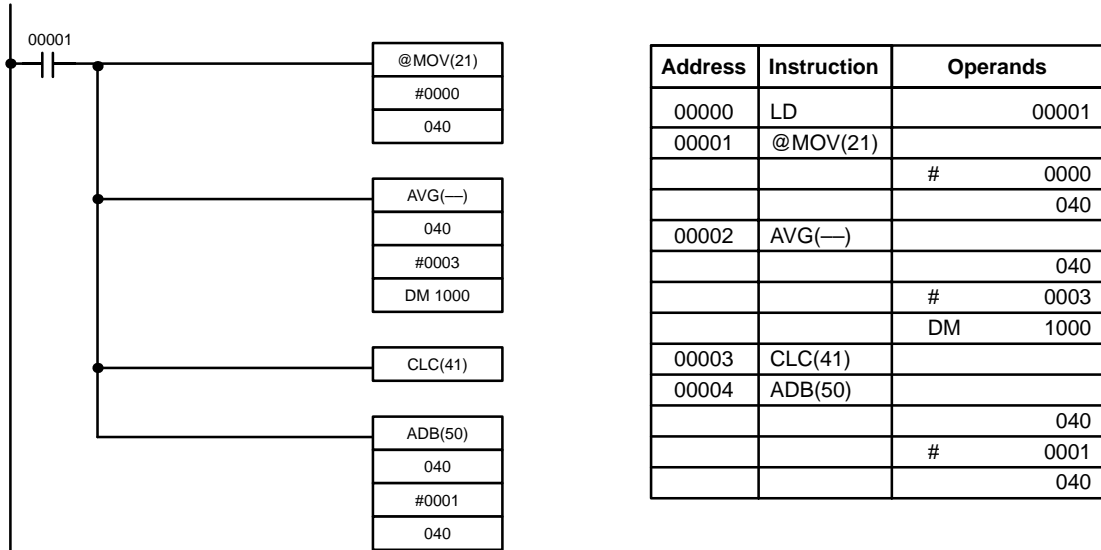 00001
@MOV(21)
#0000
040
AVG(––)
040
#0003
DM 1000
CLC(41)
ADB(50)
040
#0001
040
Address Instruction Operands
00000 LD 00001
00001 @MOV(21)
# 0000
040
00002 AVG(––)
040
# 0003
DM 1000
00003 CLC(41)
00004 ADB(50)
040
# 0001
040